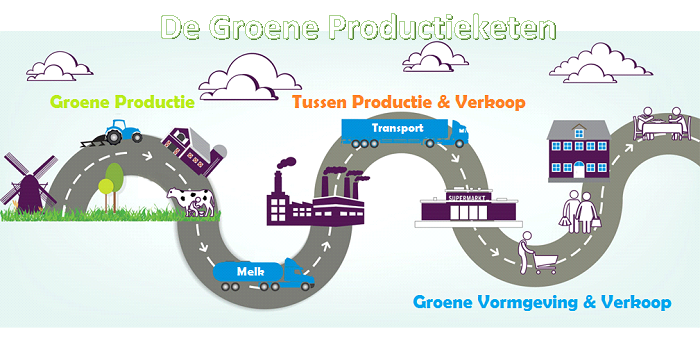 De Groene Productieketen
Groene Productie
Tussen Productie & Verkoop
Transport
SUPERMARKT
Melk
Groene Vormgeving & Verkoop